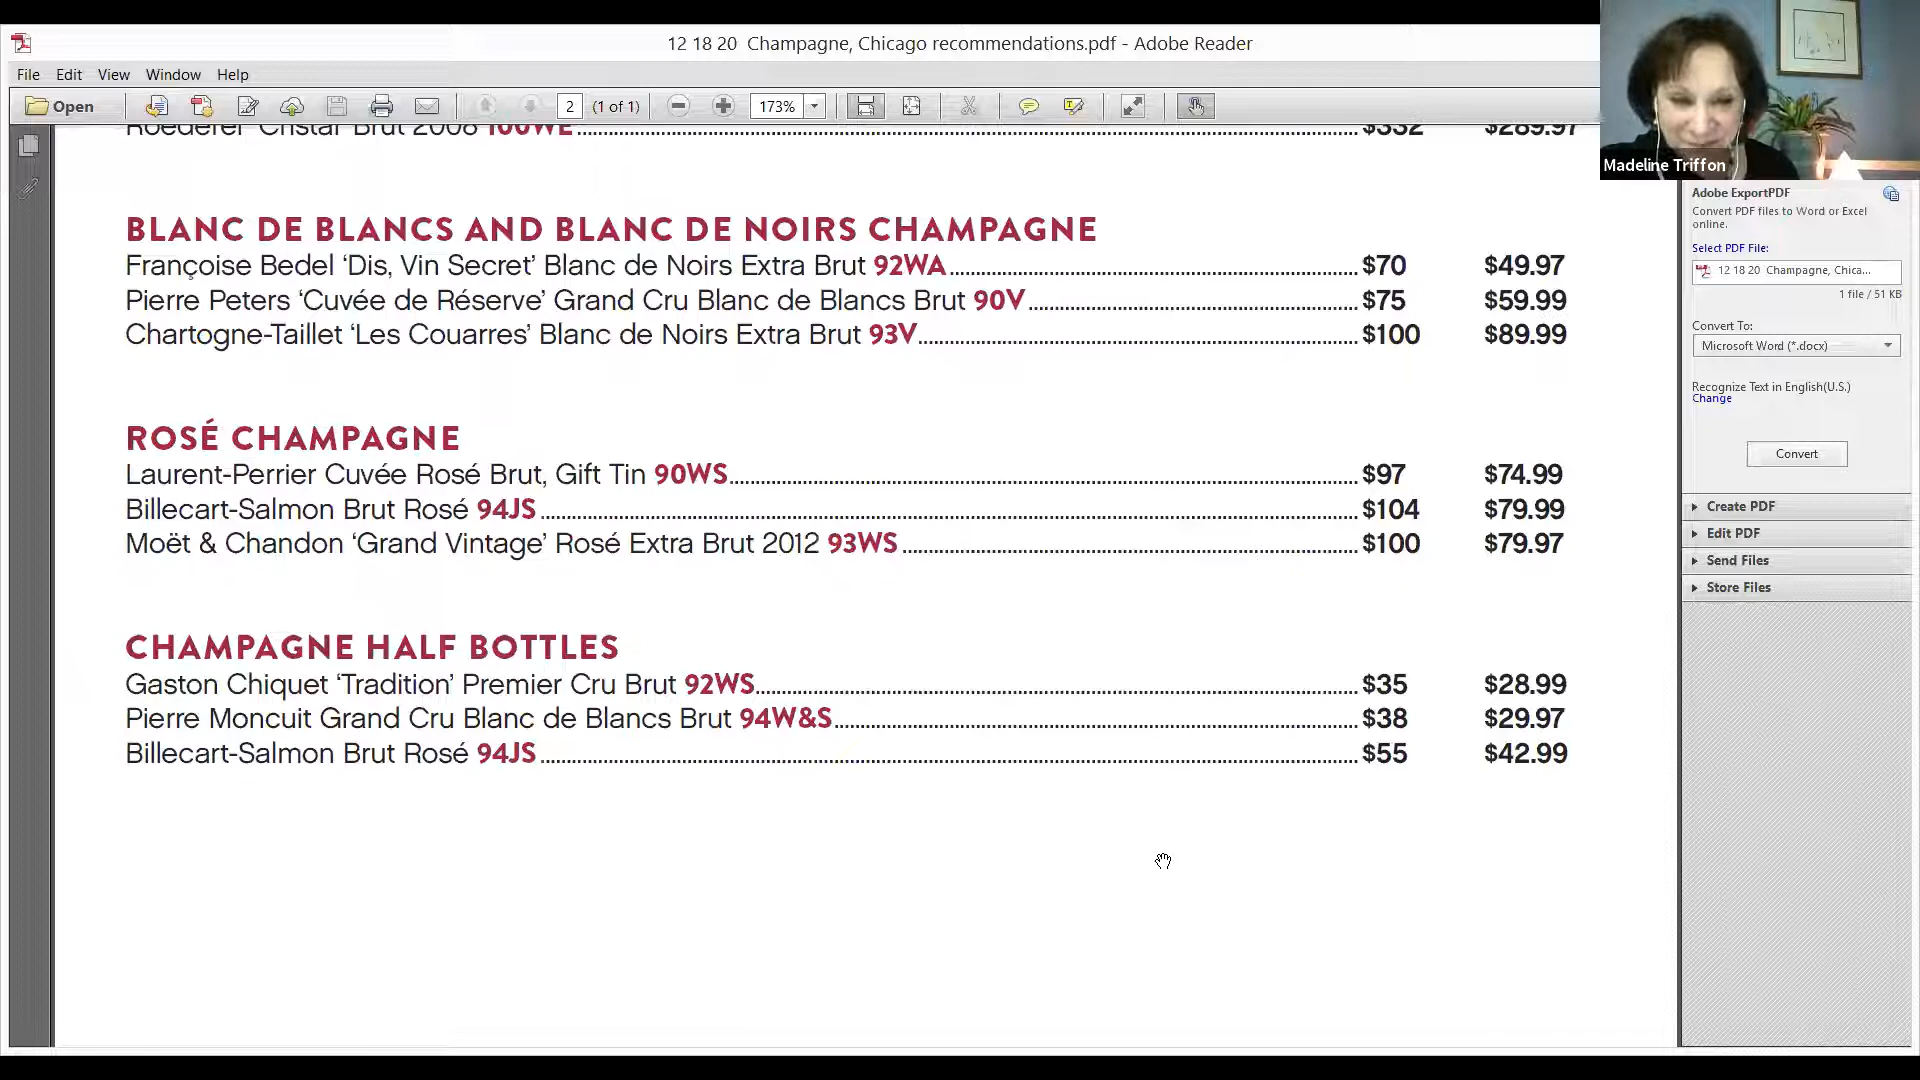 12 18 20  Champagne, Chicago recommendations.pdf - Adobe Reader
File Edit View Window Help
Open 2 (1 of 1) 173%
Madeline Triffon
Roederer 'Cristal' Brut 2008 100WE $332 $289.97
BLANC DE BLANCS AND BLANC DE NOIRS CHAMPAGNE
Françoise Bedel ‘Dis, Vin Secret’ Blanc de Noirs Extra Brut 92WA $70 $49.97
Pierre Peters ‘Cuvée de Réserve’ Grand Cru Blanc de Blancs Brut 90V $75 $59.99
Chartogne-Taillet ‘Les Couarres’ Blanc de Noirs Extra Brut 93V $100 $89.99
ROSÉ CHAMPAGNE
Laurent-Perrier Cuvée Rosé Brut, Gift Tin 90WS $97 $74.99
Billecart-Salmon Brut Rosé 94JS $104 $79.99
Moët & Chandon ‘Grand Vintage’ Rosé Extra Brut 2012 93WS $100 $79.97
CHAMPAGNE HALF BOTTLES
Gaston Chiquet ‘Tradition’ Premier Cru Brut 92WS $35 $28.99
Pierre Moncuit Grand Cru Blanc de Blancs Brut 94W&S $38 $29.97
Billecart-Salmon Brut Rosé 94JS $55 $42.99
Adobe ExportPDF
Convert PDF files to Word or Excel
online.
Select PDF File:
12 18 20  Champagne, Chica...
1 file / 51 KB
Convert To:
Microsoft Word (*.docx)
Recognize Text in English(U.S.)
Change
Convert
Create PDF
Edit PDF
Send Files
Store Files